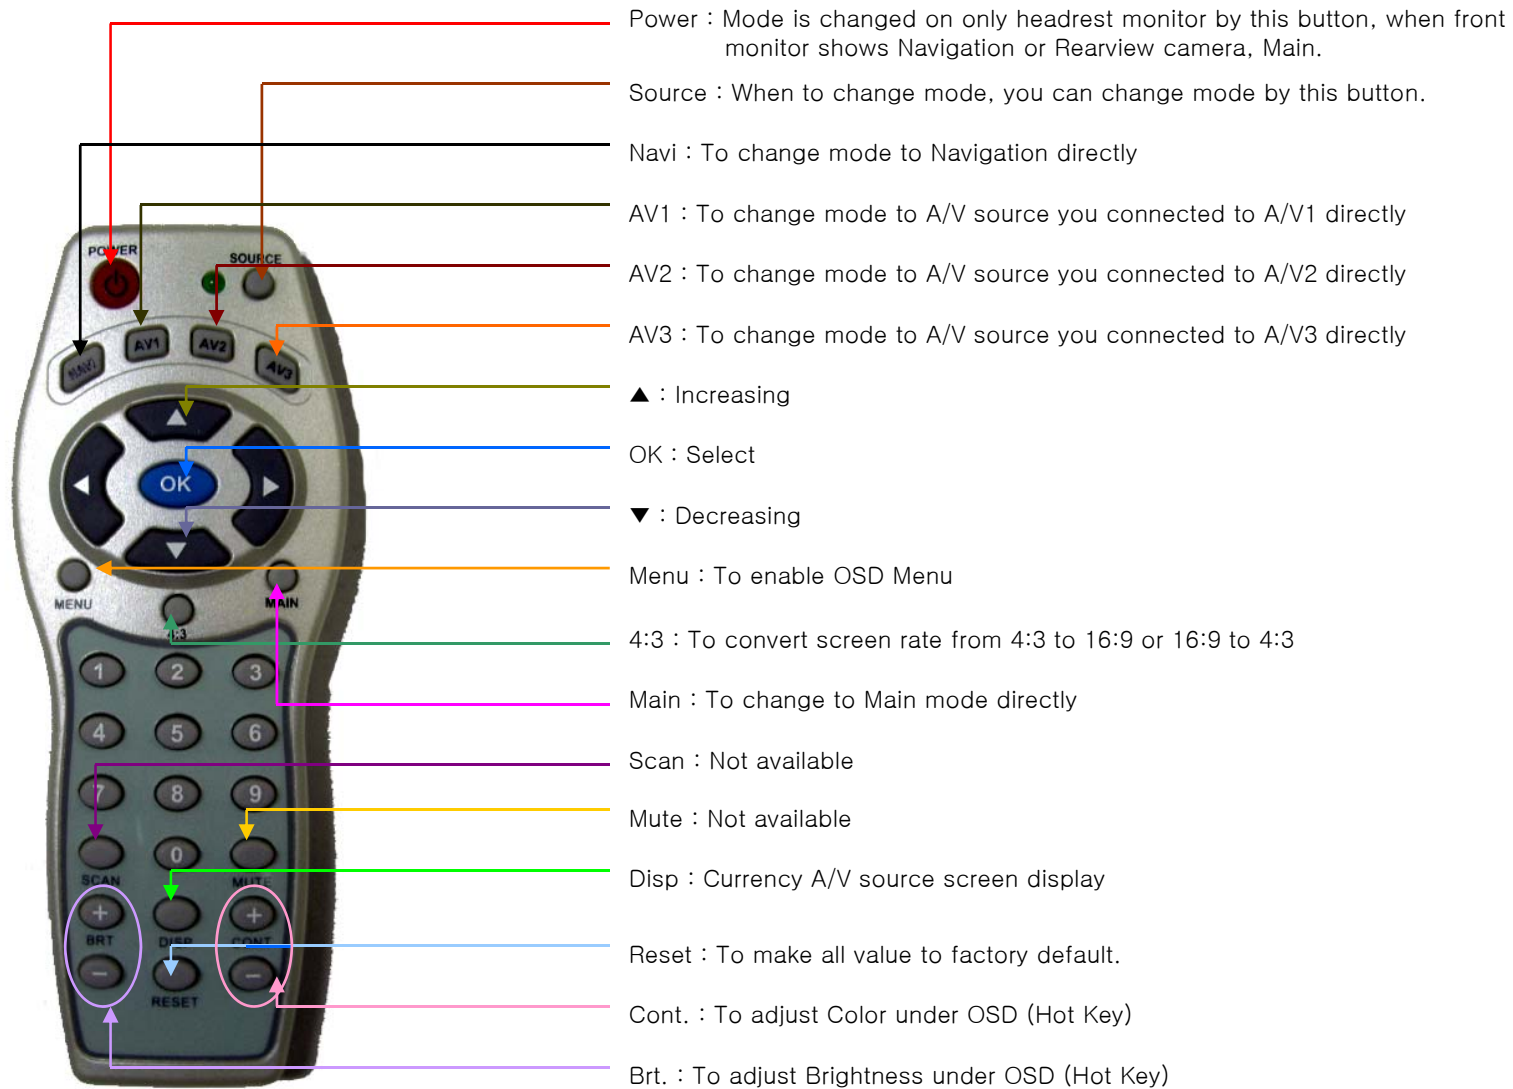 Power : Mode is changed on only headrest monitor by this button, when front
monitor shows Navigation or Rearview camera, Main.
Source : When to change mode, you can change mode by this button.
Navi : To change mode to Navigation directly
AV1 : To change mode to A/V source you connected to A/V1 directly
AV2 : To change mode to A/V source you connected to A/V2 directly
AV3 : To change mode to A/V source you connected to A/V3 directly
▲ : Increasing
OK : Select
▼ : Decreasing
Menu : To enable OSD Menu
4:3 : To convert screen rate from 4:3 to 16:9 or 16:9 to 4:3
Main : To change to Main mode directly
Scan : Not available
Mute : Not available
Disp : Currency A/V source screen display
Reset : To make all value to factory default.
Cont. : To adjust Color under OSD (Hot Key)
Brt. : To adjust Brightness under OSD (Hot Key)
POWER
SOURCE
NAVI
AV1
AV2
AV3
OK
MENU
MAIN
4:3
1 2 3
4 5 6
7 8 9
0
SCAN
MUTE
+ +
BRT
DISP
CONT
- -
RESET